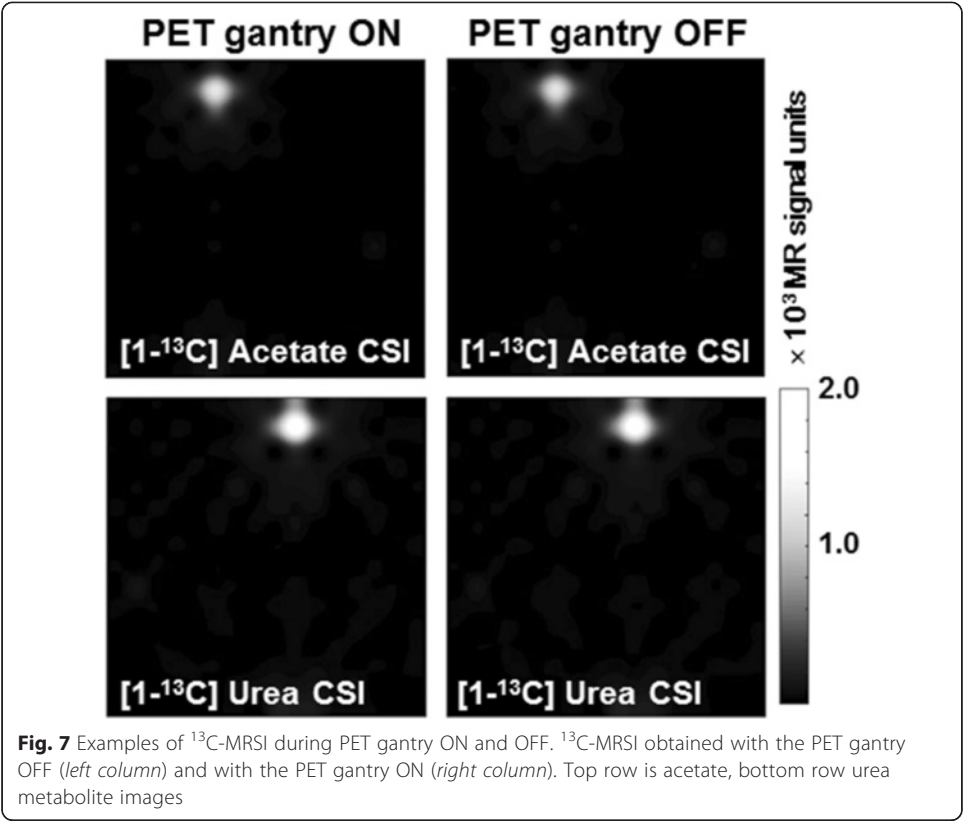 PET gantry ON PET gantry OFF
[1-¹³C] Acetate CSI [1-¹³C] Acetate CSI
× 10³ MR signal units
2.0
1.0
[1-¹³C] Urea CSI [1-¹³C] Urea CSI
Fig. 7 Examples of ¹³C-MRSI during PET gantry ON and OFF. ¹³C-MRSI obtained with the PET gantry
OFF (left column) and with the PET gantry ON (right column). Top row is acetate, bottom row urea
metabolite images